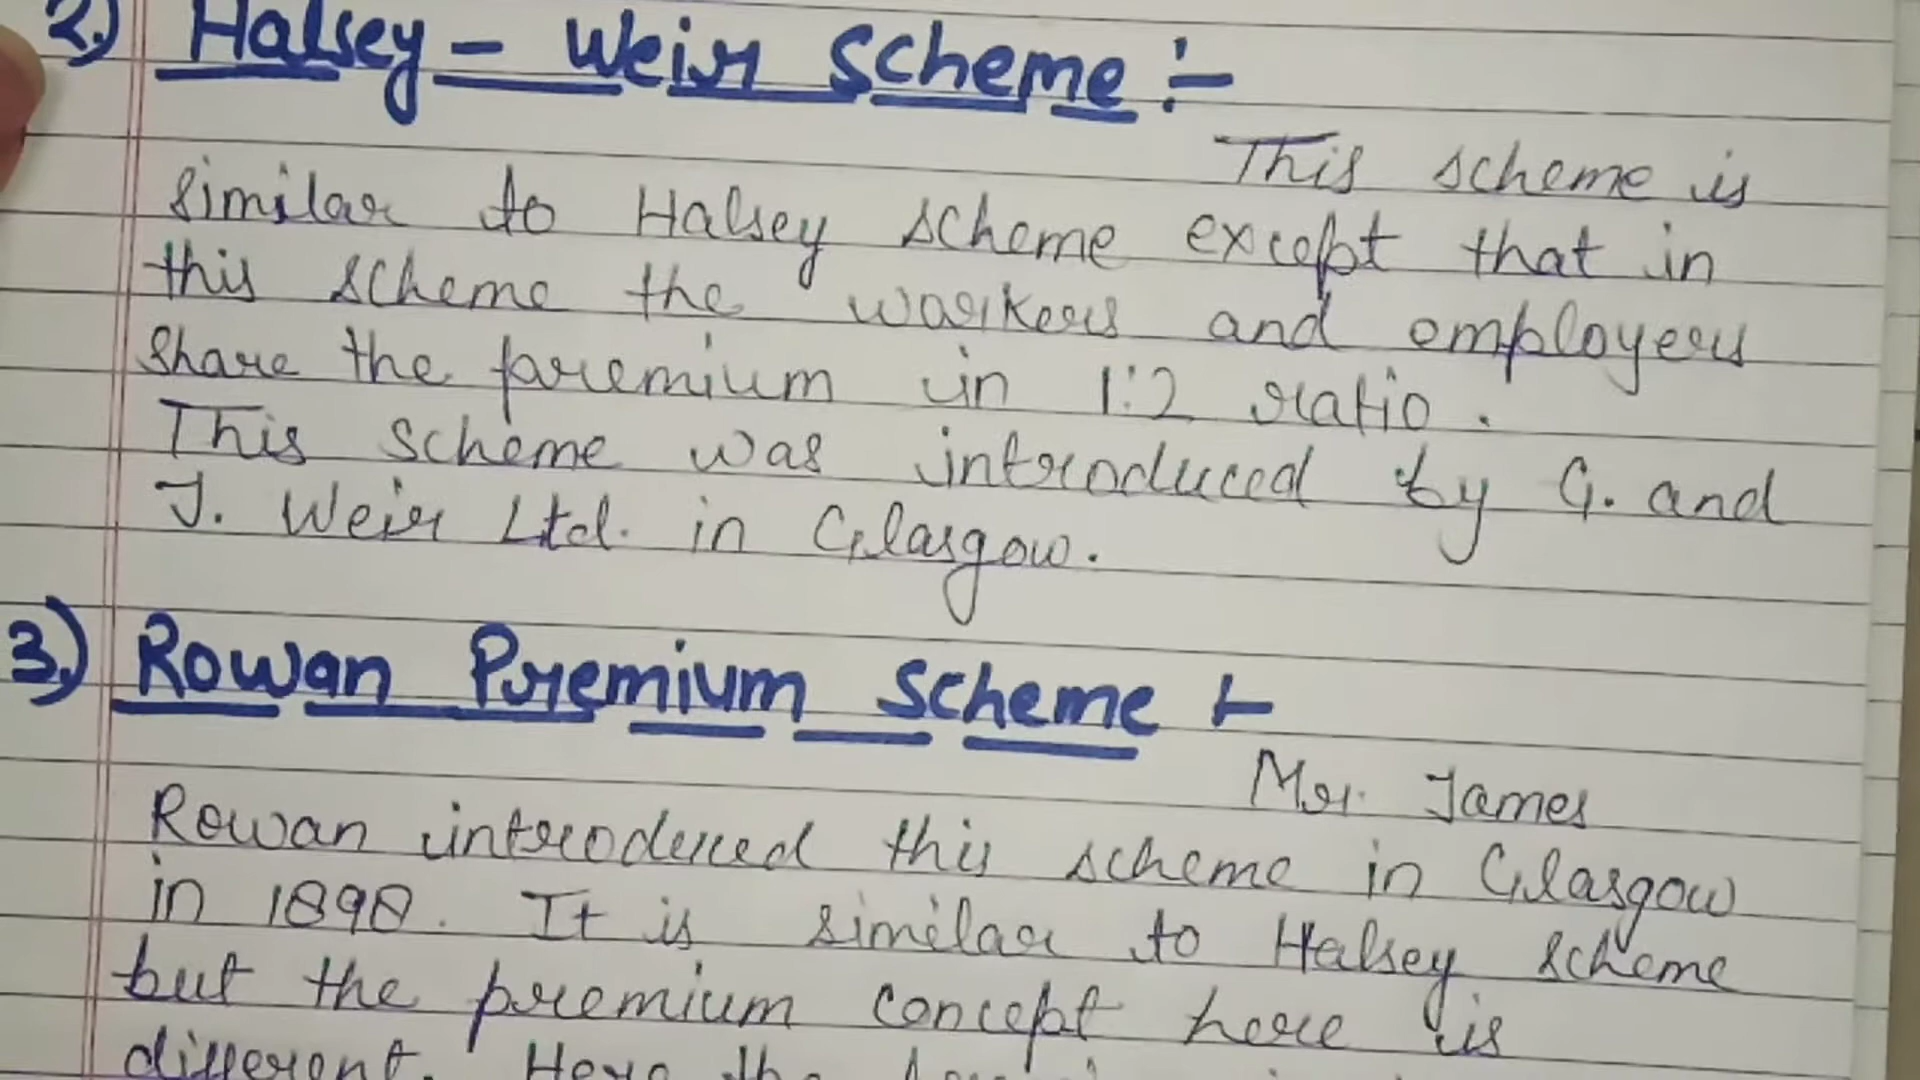 2.) Halsey - Weir Scheme :-
This scheme is
similar to Halsey scheme except that in
this scheme the workers and employers
share the premium in 1:2 ratio.
This scheme was introduced by G. and
J. Weir Ltd. in Glasgow.
3.) Rowan Premium Scheme :-
Mr. James
Rowan introduced this scheme in Glasgow
in 1898. It is similar to Halsey scheme
but the premium concept here is
different. Here the